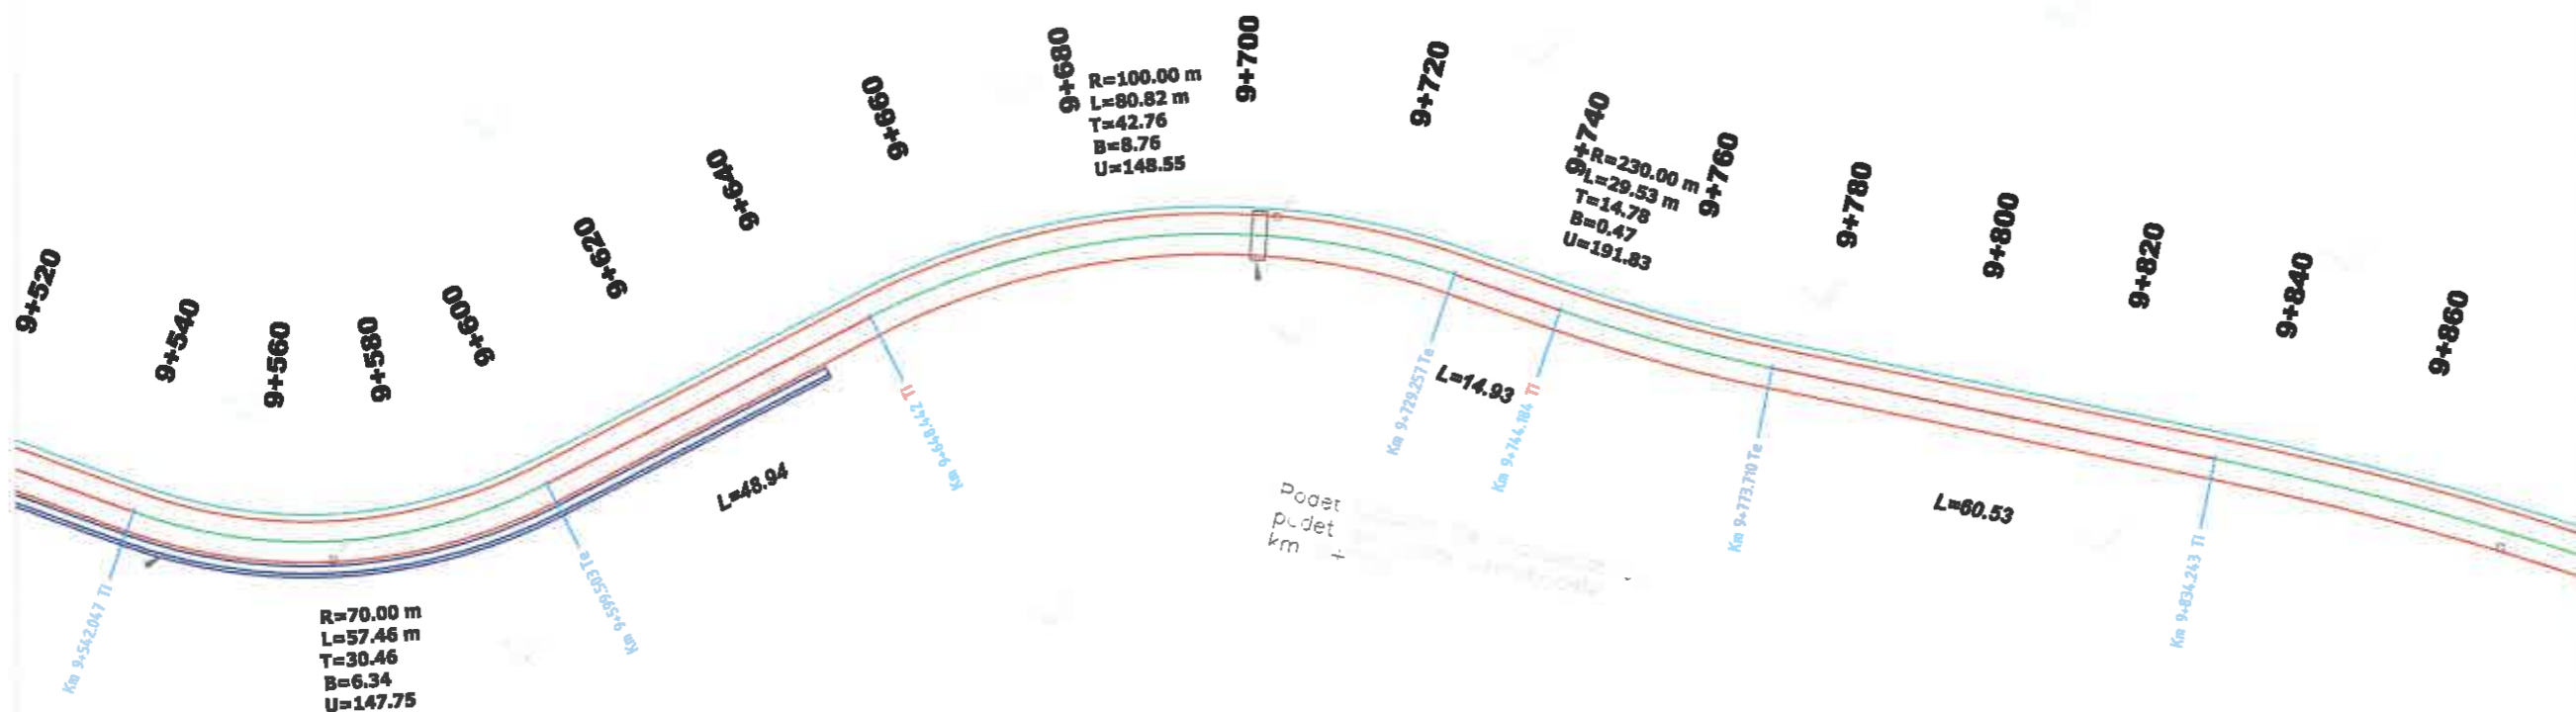 9+520
9+540
9+560
9+580
9+600
9+620
9+640
9+660
9+680
9+700
9+720
9+740
9+760
9+780
9+800
9+820
9+840
9+860
R=100.00 m
L=80.82 m
T=42.76
B=8.76
U=148.55
R=230.00 m
L=29.53 m
T=14.78
B=0.47
U=191.83
Km 9+542.047 Ti
R=70.00 m
L=57.46 m
T=30.46
B=6.34
U=147.75
Km 9+599.503 Te
L=48.94
Km 9+648.442 Ti
Podet
podet
km +
Km 9+729.257 Te
L=14.93
Km 9+744.184 Ti
Km 9+773.710 Te
L=60.53
Km 9+834.243 Ti